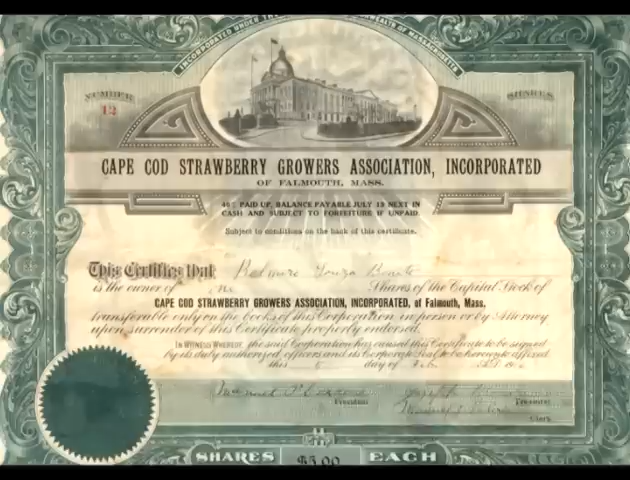 INCORPORATED UNDER THE
WEALTH OF MASSACHUSETTS
NUMBER
12
SHARES
CAPE COD STRAWBERRY GROWERS ASSOCIATION, INCORPORATED
OF FALMOUTH, MASS.
40% PAID UP, BALANCE PAYABLE JULY 15 NEXT IN
CASH AND SUBJECT TO FORFEITURE IF UNPAID.
Subject to conditions on the back of this certificate.
This Certifies that
is the owner of Shares of the Capital Stock of
CAPE COD STRAWBERRY GROWERS ASSOCIATION, INCORPORATED, of Falmouth, Mass.
transferable only on the books of this Corporation in person or by Attorney
upon surrender of this Certificate properly endorsed.
IN WITNESS WHEREOF the said Corporation has caused this Certificate to be signed
by its duly authorized officers and its Corporate Seal to be hereunto affixed
this day of A.D.
President
Treasurer
Clerk
SHARES $5.00 EACH